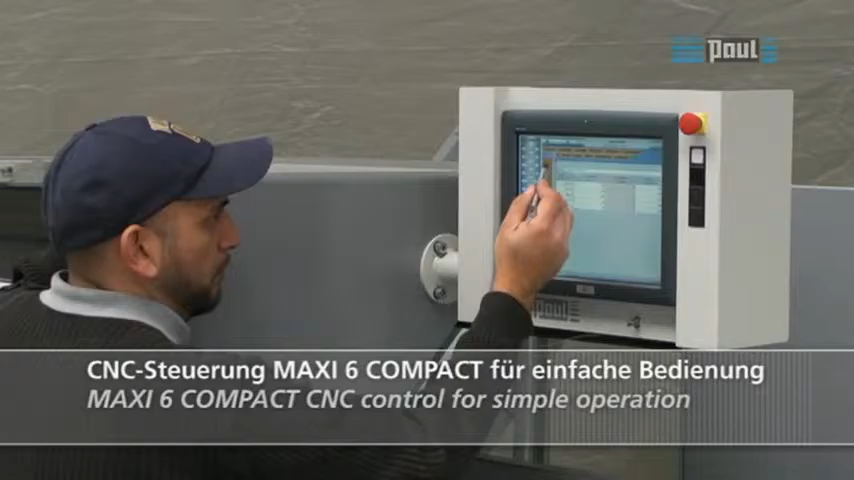 paul
paul
CNC-Steuerung MAXI 6 COMPACT für einfache Bedienung
MAXI 6 COMPACT CNC control for simple operation